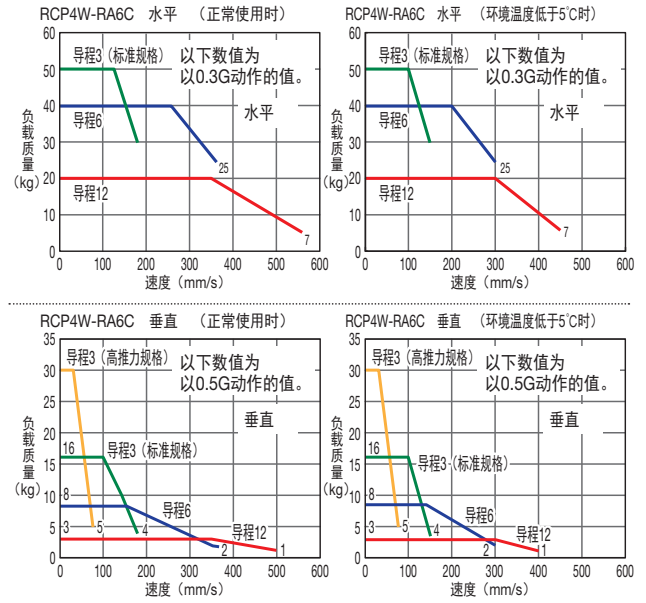 RCP4W-RA6C 水平 （正常使用时）
60
50
40
30
20
10
0
负载质量
（kg）
导程3（标准规格）
以下数值为
以0.3G动作的值。
水平
导程6
25
导程12
7
0 100 200 300 400 500 600
速度（mm/s）
RCP4W-RA6C 水平 （环境温度低于5℃时）
60
50
40
30
20
10
0
负载质量
（kg）
导程3（标准规格）
以下数值为
以0.3G动作的值。
水平
导程6
25
导程12
7
0 100 200 300 400 500 600
速度（mm/s）
RCP4W-RA6C 垂直 （正常使用时）
35
30
25
20
15
10
5
0
负载质量
（kg）
导程3（高推力规格）
以下数值为
以0.5G动作的值。
垂直
16
导程3（标准规格）
8
导程6
3
5
4
导程12
2
1
0 100 200 300 400 500 600
速度（mm/s）
RCP4W-RA6C 垂直 （环境温度低于5℃时）
35
30
25
20
15
10
5
0
负载质量
（kg）
导程3（高推力规格）
以下数值为
以0.5G动作的值。
垂直
16
导程3（标准规格）
8
导程6
3
5
4
导程12
2
1
0 100 200 300 400 500 600
速度（mm/s）